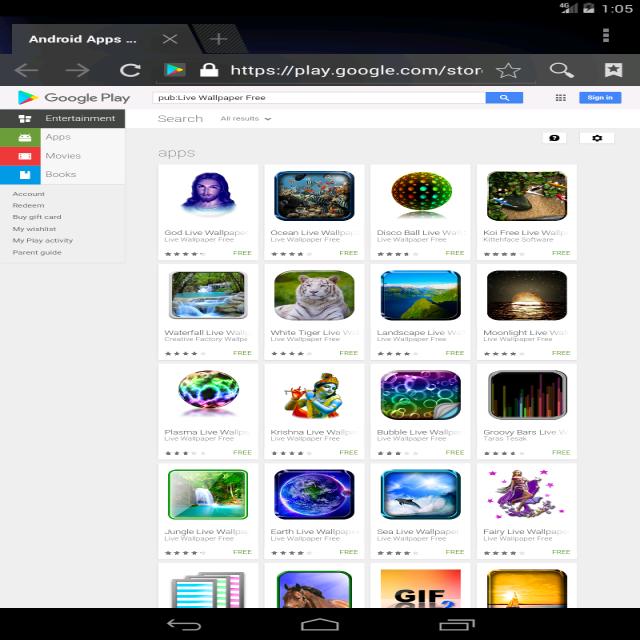 4G 1:05
Android Apps ...
https://play.google.com/stor
Google Play
pub:Live Wallpaper Free
Sign in
Entertainment
Search All results
Apps
Movies
Books
Account
Redeem
Buy gift card
My wishlist
My Play activity
Parent guide
apps
God Live Wallpaper
Live Wallpaper Free
FREE
Ocean Live Wallpap
Live Wallpaper Free
FREE
Disco Ball Live Wa
Live Wallpaper Free
FREE
Koi Free Live Wallp
Kittehface Software
FREE
Waterfall Live Wallp
Creative Factory Wallpa
FREE
White Tiger Live W
Live Wallpaper Free
FREE
Landscape Live Wa
Live Wallpaper Free
FREE
Moonlight Live Wal
Live Wallpaper Free
FREE
Plasma Live Wallpa
Live Wallpaper Free
FREE
Krishna Live Wallpa
Live Wallpaper Free
FREE
Bubble Live Wallpa
Live Wallpaper Free
FREE
Groovy Bars Live W
Taras Tesak
FREE
Jungle Live Wallpa
Live Wallpaper Free
FREE
Earth Live Wallpap
Live Wallpaper Free
FREE
Sea Live Wallpaper
Live Wallpaper Free
FREE
Fairy Live Wallpape
Live Wallpaper Free
FREE
GIF